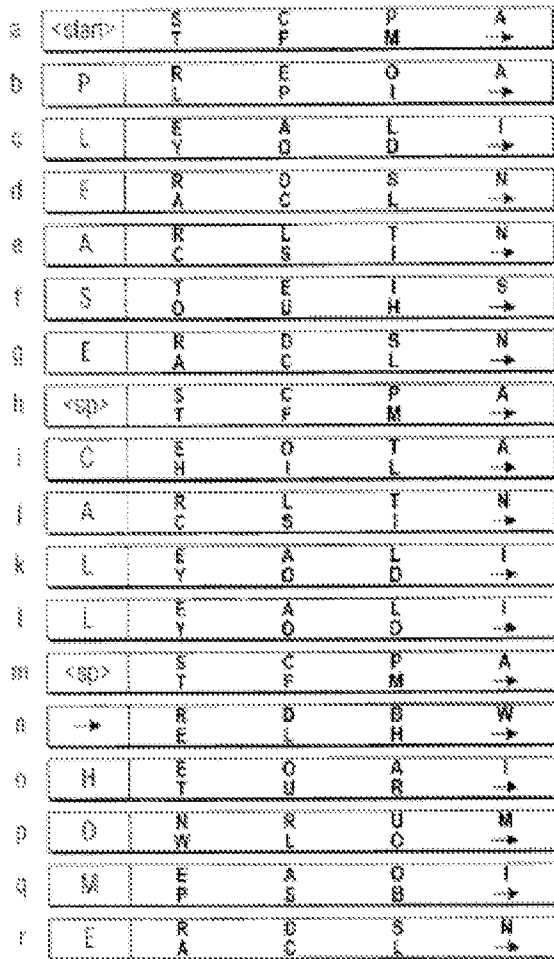 a <start> S C P A
T F M →
b P R E O A
L P I →
c L E A L I
Y O D →
d E R D S N
A C L →
e A R L T N
C S I →
f S T E I S
O U H →
g E R D S N
A C L →
h <sp> S C P A
T F M →
i C E O T A
H I L →
j A R L T N
C S I →
k L E A L I
Y O D →
l L E A L I
Y O D →
m <sp> S C P A
T F M →
n → R D B W
E L H →
o H E O A I
T U R →
p O N R U M
W L O →
q M E A O I
P S B →
r E R D S N
A C L →